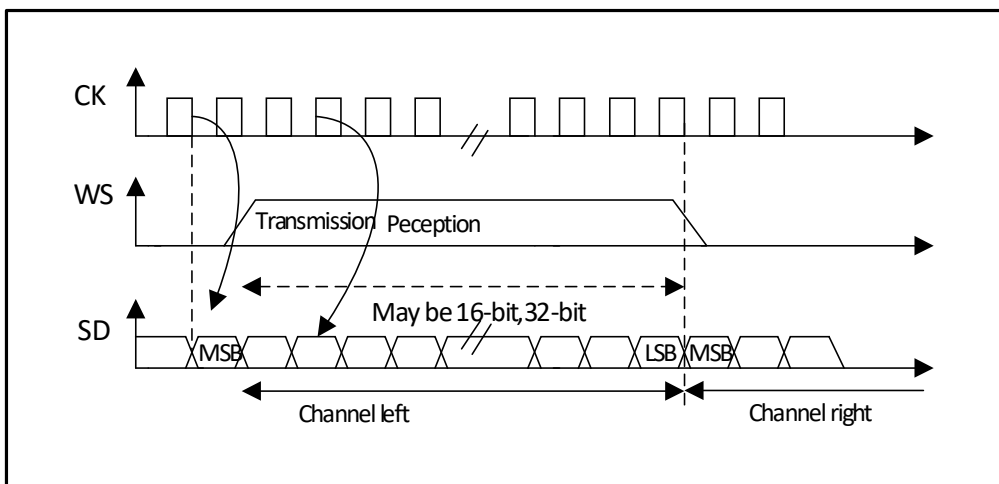 CK
WS
Transmission Peception
May be 16-bit,32-bit
SD
MSB
LSB
MSB
Channel left
Channel right